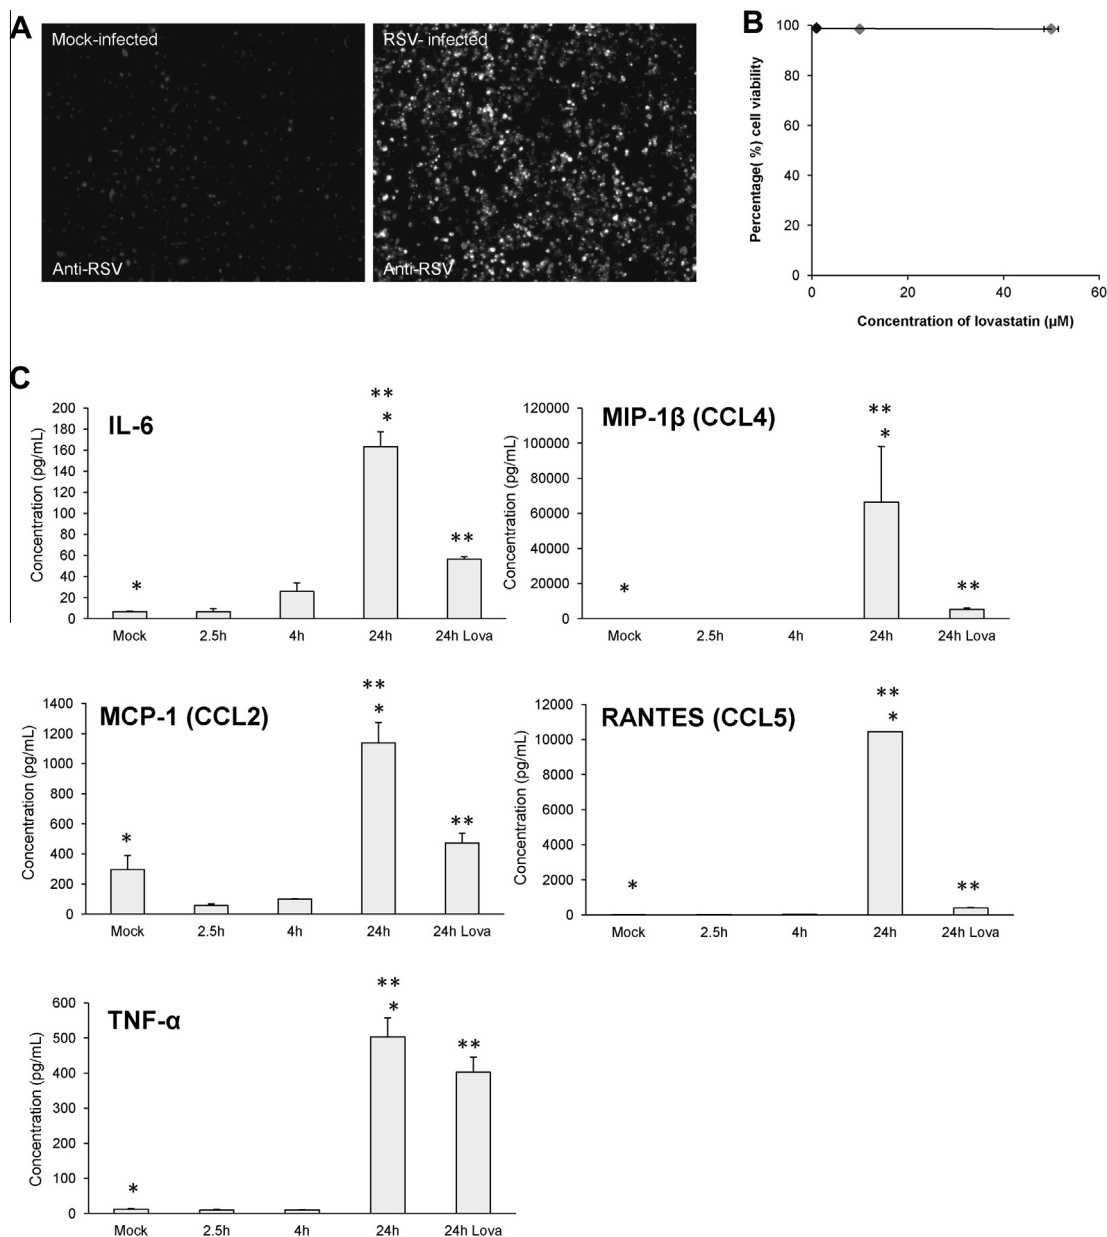 A
Mock-infected
Anti-RSV
RSV- infected
Anti-RSV
B
100
80
60
40
20
0
Percentage( %) cell viability
0 20 40 60
Concentration of lovastatin (µM)
C
IL-6
200
180
160
140
120
100
80
60
40
20
0
Concentration (pg/mL)
*
**
*
**
Mock 2.5h 4h 24h 24h Lova
MIP-1β (CCL4)
120000
100000
80000
60000
40000
20000
0
Concentration (pg/mL)
*
**
*
**
Mock 2.5h 4h 24h 24h Lova
MCP-1 (CCL2)
1400
1200
1000
800
600
400
200
0
Concentration (pg/mL)
*
**
*
**
Mock 2.5h 4h 24h 24h Lova
RANTES (CCL5)
12000
10000
8000
6000
4000
2000
0
Concentration (pg/mL)
*
**
*
**
Mock 2.5h 4h 24h 24h Lova
TNF-α
600
500
400
300
200
100
0
Concentration (pg/mL)
*
**
*
**
Mock 2.5h 4h 24h 24h Lova